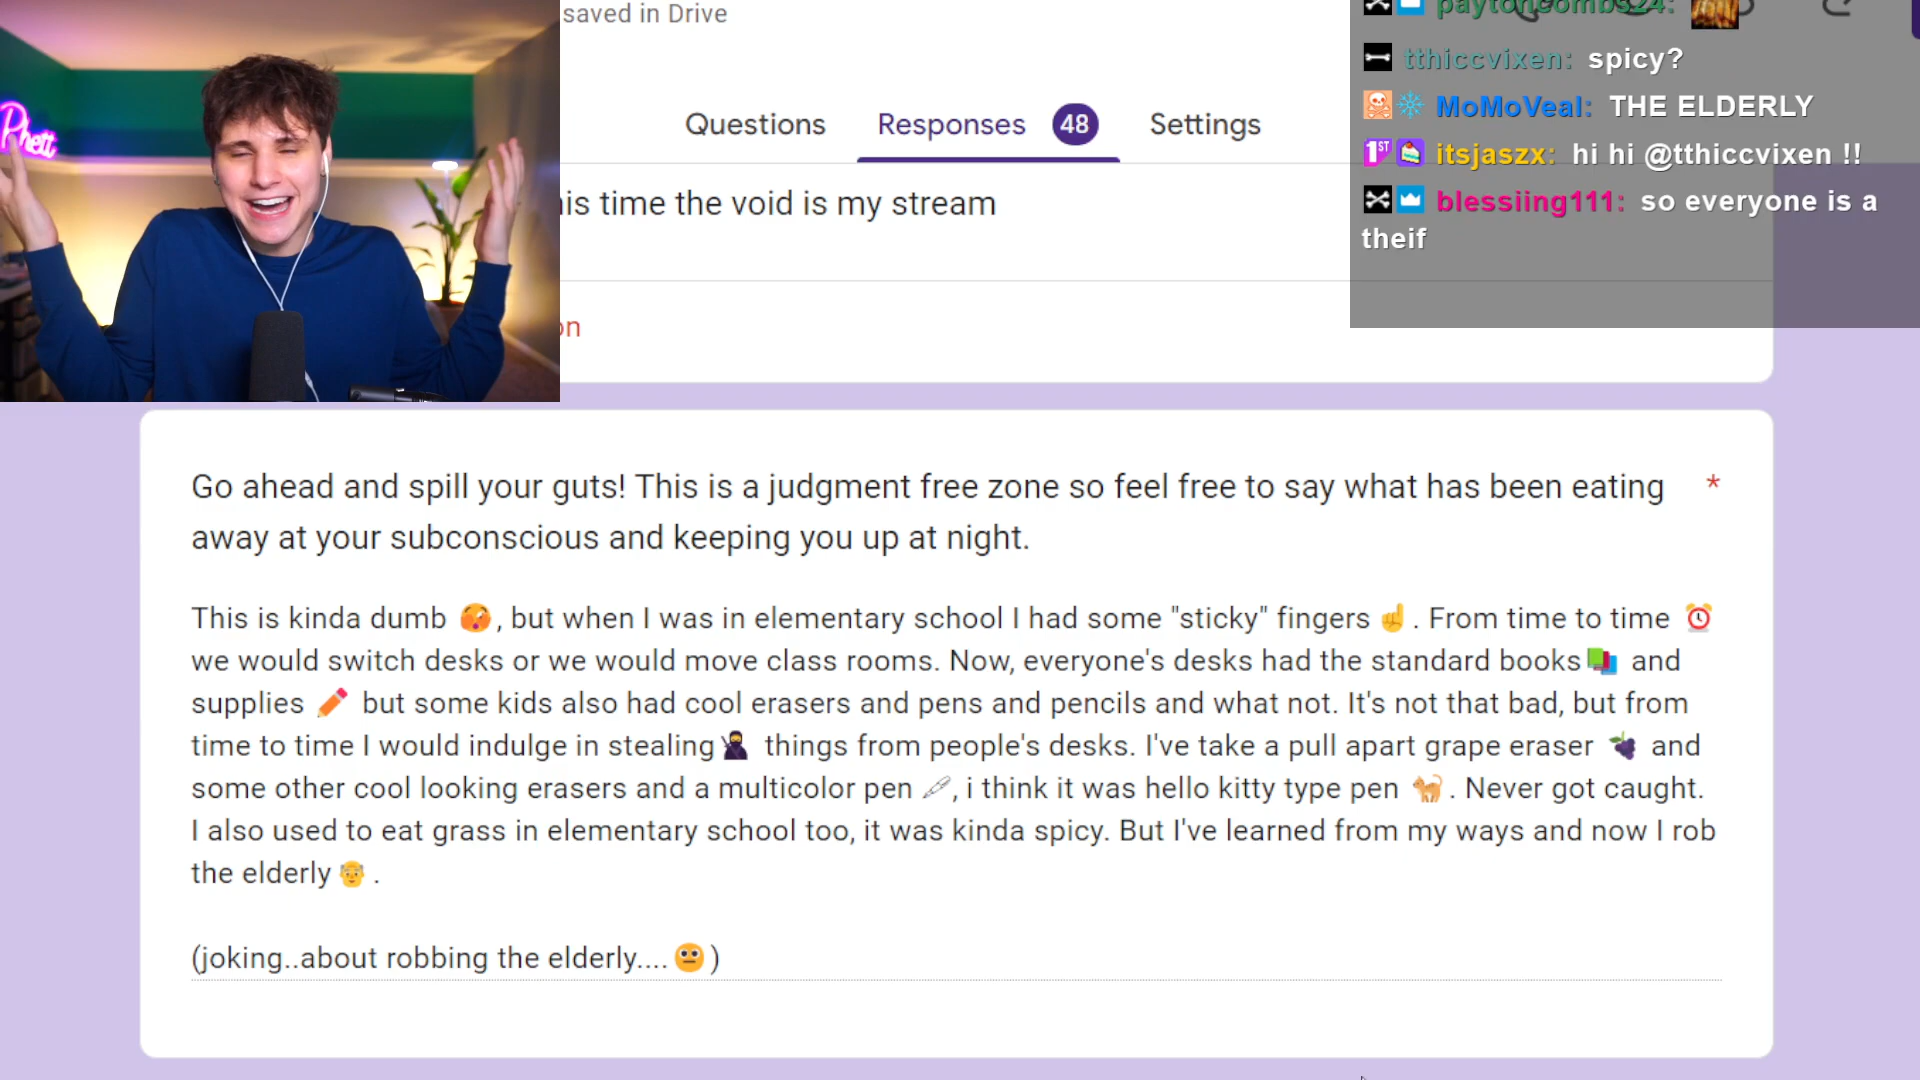 saved in Drive
Rhett
Questions Responses 48 Settings
is time the void is my stream
on
paytoncombs24:
tthiccvixen: spicy?
MoMoVeal: THE ELDERLY
1ST itsjaszx: hi hi @tthiccvixen !!
blessiing111: so everyone is a
theif
Go ahead and spill your guts! This is a judgment free zone so feel free to say what has been eating *
away at your subconscious and keeping you up at night.
This is kinda dumb 🫣, but when I was in elementary school I had some "sticky" fingers ☝. From time to time ⏰
we would switch desks or we would move class rooms. Now, everyone's desks had the standard books📚 and
supplies ✏️ but some kids also had cool erasers and pens and pencils and what not. It's not that bad, but from
time to time I would indulge in stealing🥷 things from people's desks. I've take a pull apart grape eraser 🍇 and
some other cool looking erasers and a multicolor pen 🖊, i think it was hello kitty type pen 🐈. Never got caught.
I also used to eat grass in elementary school too, it was kinda spicy. But I've learned from my ways and now I rob
the elderly 👴.
(joking..about robbing the elderly....😐)